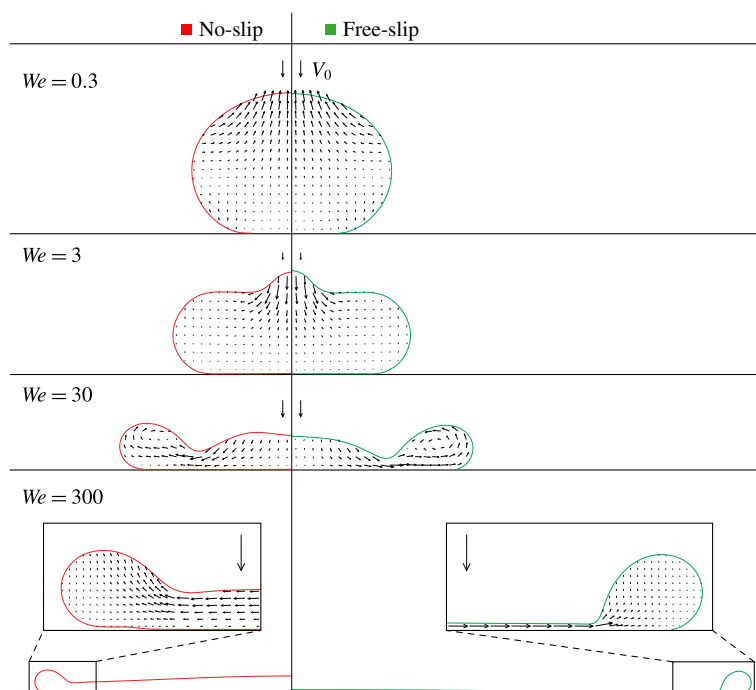 No-slip Free-slip
We = 0.3
V₀
We = 3
We = 30
We = 300